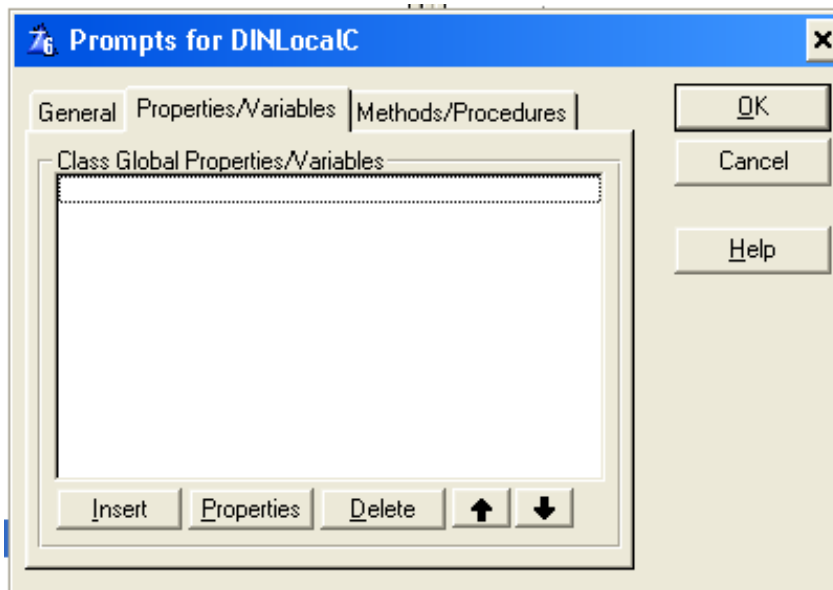 Prompts for DINLocalC
General Properties/Variables Methods/Procedures
Class Global Properties/Variables
Insert Properties Delete
OK
Cancel
Help